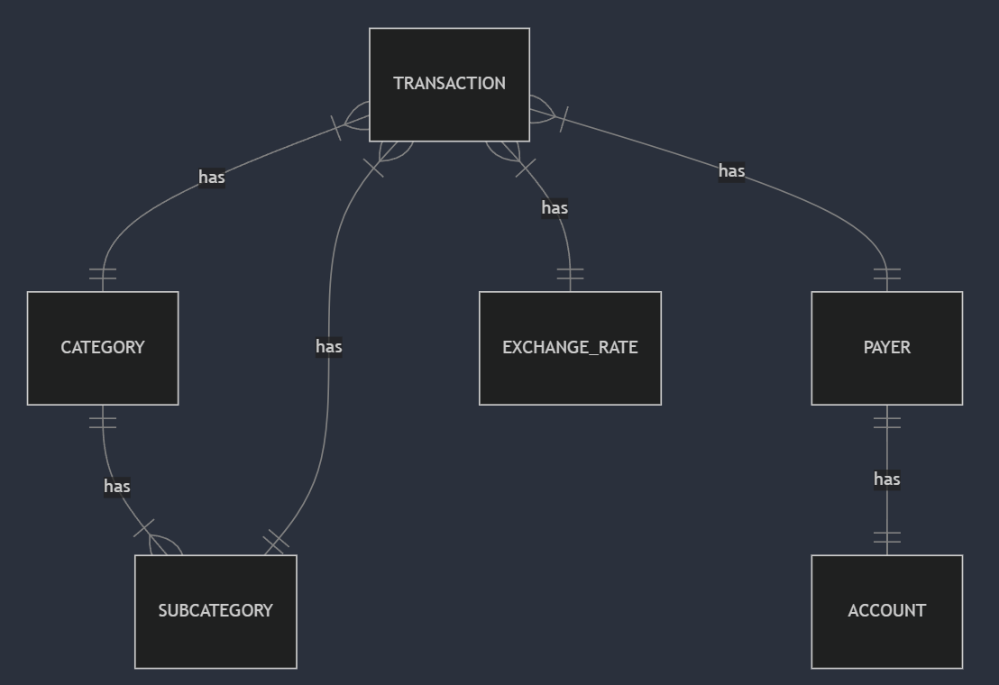 TRANSACTION
has
has
has
has
CATEGORY
EXCHANGE_RATE
PAYER
has
has
has
SUBCATEGORY
ACCOUNT